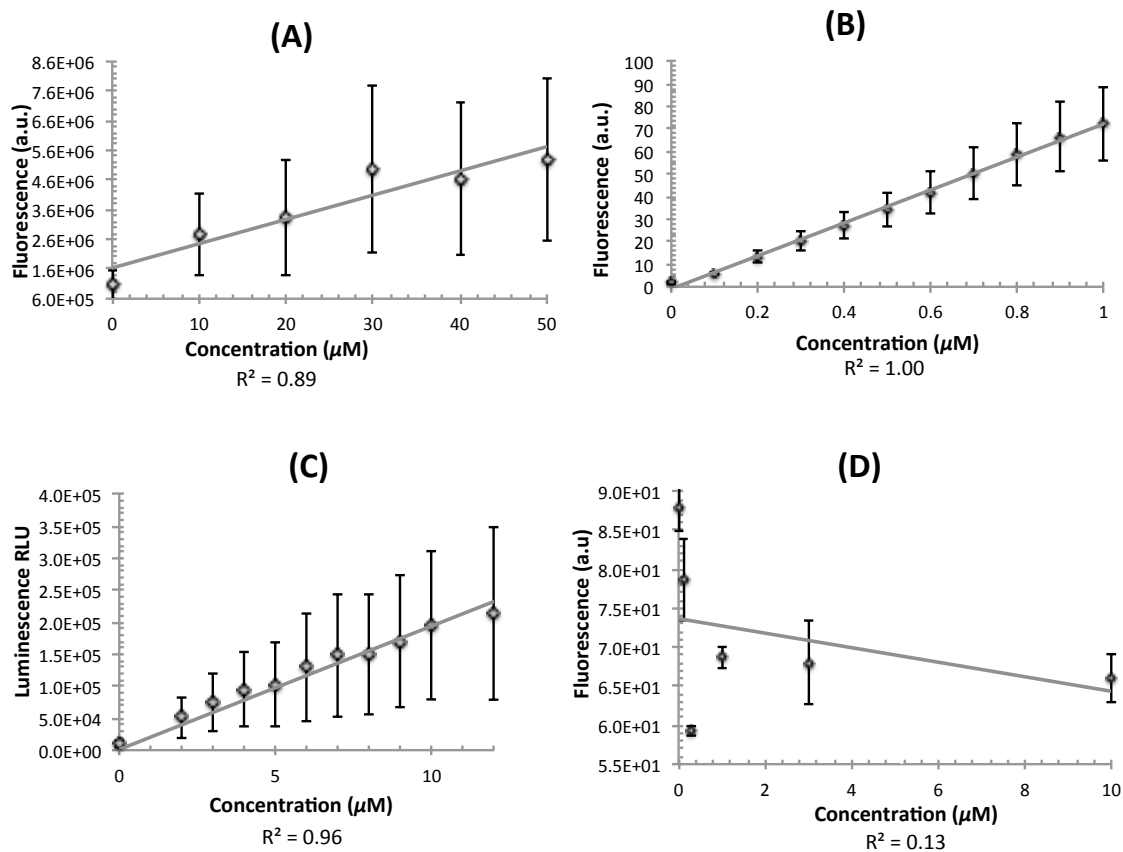 (A)
8.6E+06
7.6E+06
6.6E+06
5.6E+06
4.6E+06
3.6E+06
2.6E+06
1.6E+06
6.0E+05
Fluorescence (a.u.)
0 10 20 30 40 50
Concentration (µM)
R² = 0.89
(B)
100
90
80
70
60
50
40
30
20
10
0
Fluorescence (a.u.)
0 0.2 0.4 0.6 0.8 1
Concentration (µM)
R² = 1.00
(C)
4.0E+05
3.5E+05
3.0E+05
2.5E+05
2.0E+05
1.5E+05
1.0E+05
5.0E+04
0.0E+00
Luminescence RLU
0 5 10
Concentration (µM)
R² = 0.96
(D)
9.0E+01
8.5E+01
8.0E+01
7.5E+01
7.0E+01
6.5E+01
6.0E+01
5.5E+01
Fluorescence (a.u)
0 2 4 6 8 10
Concentration (µM)
R² = 0.13